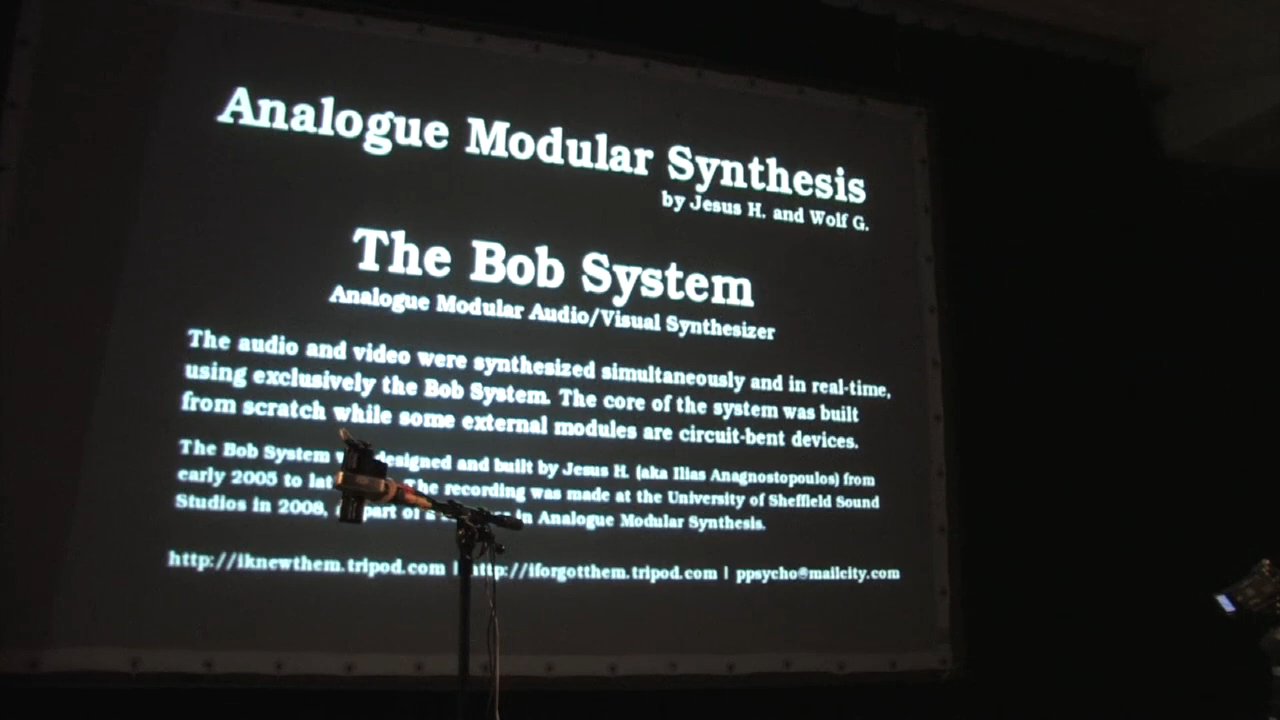 Analogue Modular Synthesis
by Jesus H. and Wolf G.
The Bob System
Analogue Modular Audio/Visual Synthesizer
The audio and video were synthesized simultaneously and in real-time,
using exclusively the Bob System. The core of the system was built
from scratch while some external modules are circuit-bent devices.
The Bob System designed and built by Jesus H. (aka Ilias Anagnostopoulos) from
early 2005 to The recording was made at the University of Sheffield Sound
Studios in 2008, part of a in Analogue Modular Synthesis.
http://iknewthem.tripod.com | http://iforgotthem.tripod.com | ppsycho@mailcity.com